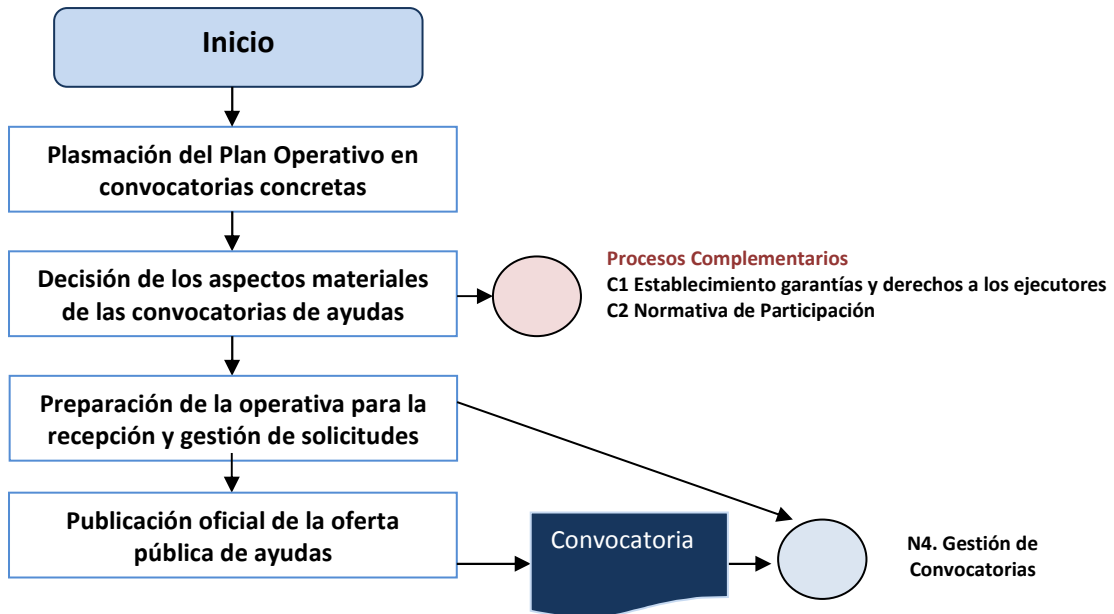 Inicio
Plasmación del Plan Operativo en
convocatorias concretas
Decisión de los aspectos materiales
de las convocatorias de ayudas
Procesos Complementarios
C1 Establecimiento garantías y derechos a los ejecutores
C2 Normativa de Participación
Preparación de la operativa para la
recepción y gestión de solicitudes
Publicación oficial de la oferta
pública de ayudas
Convocatoria
N4. Gestión de
Convocatorias